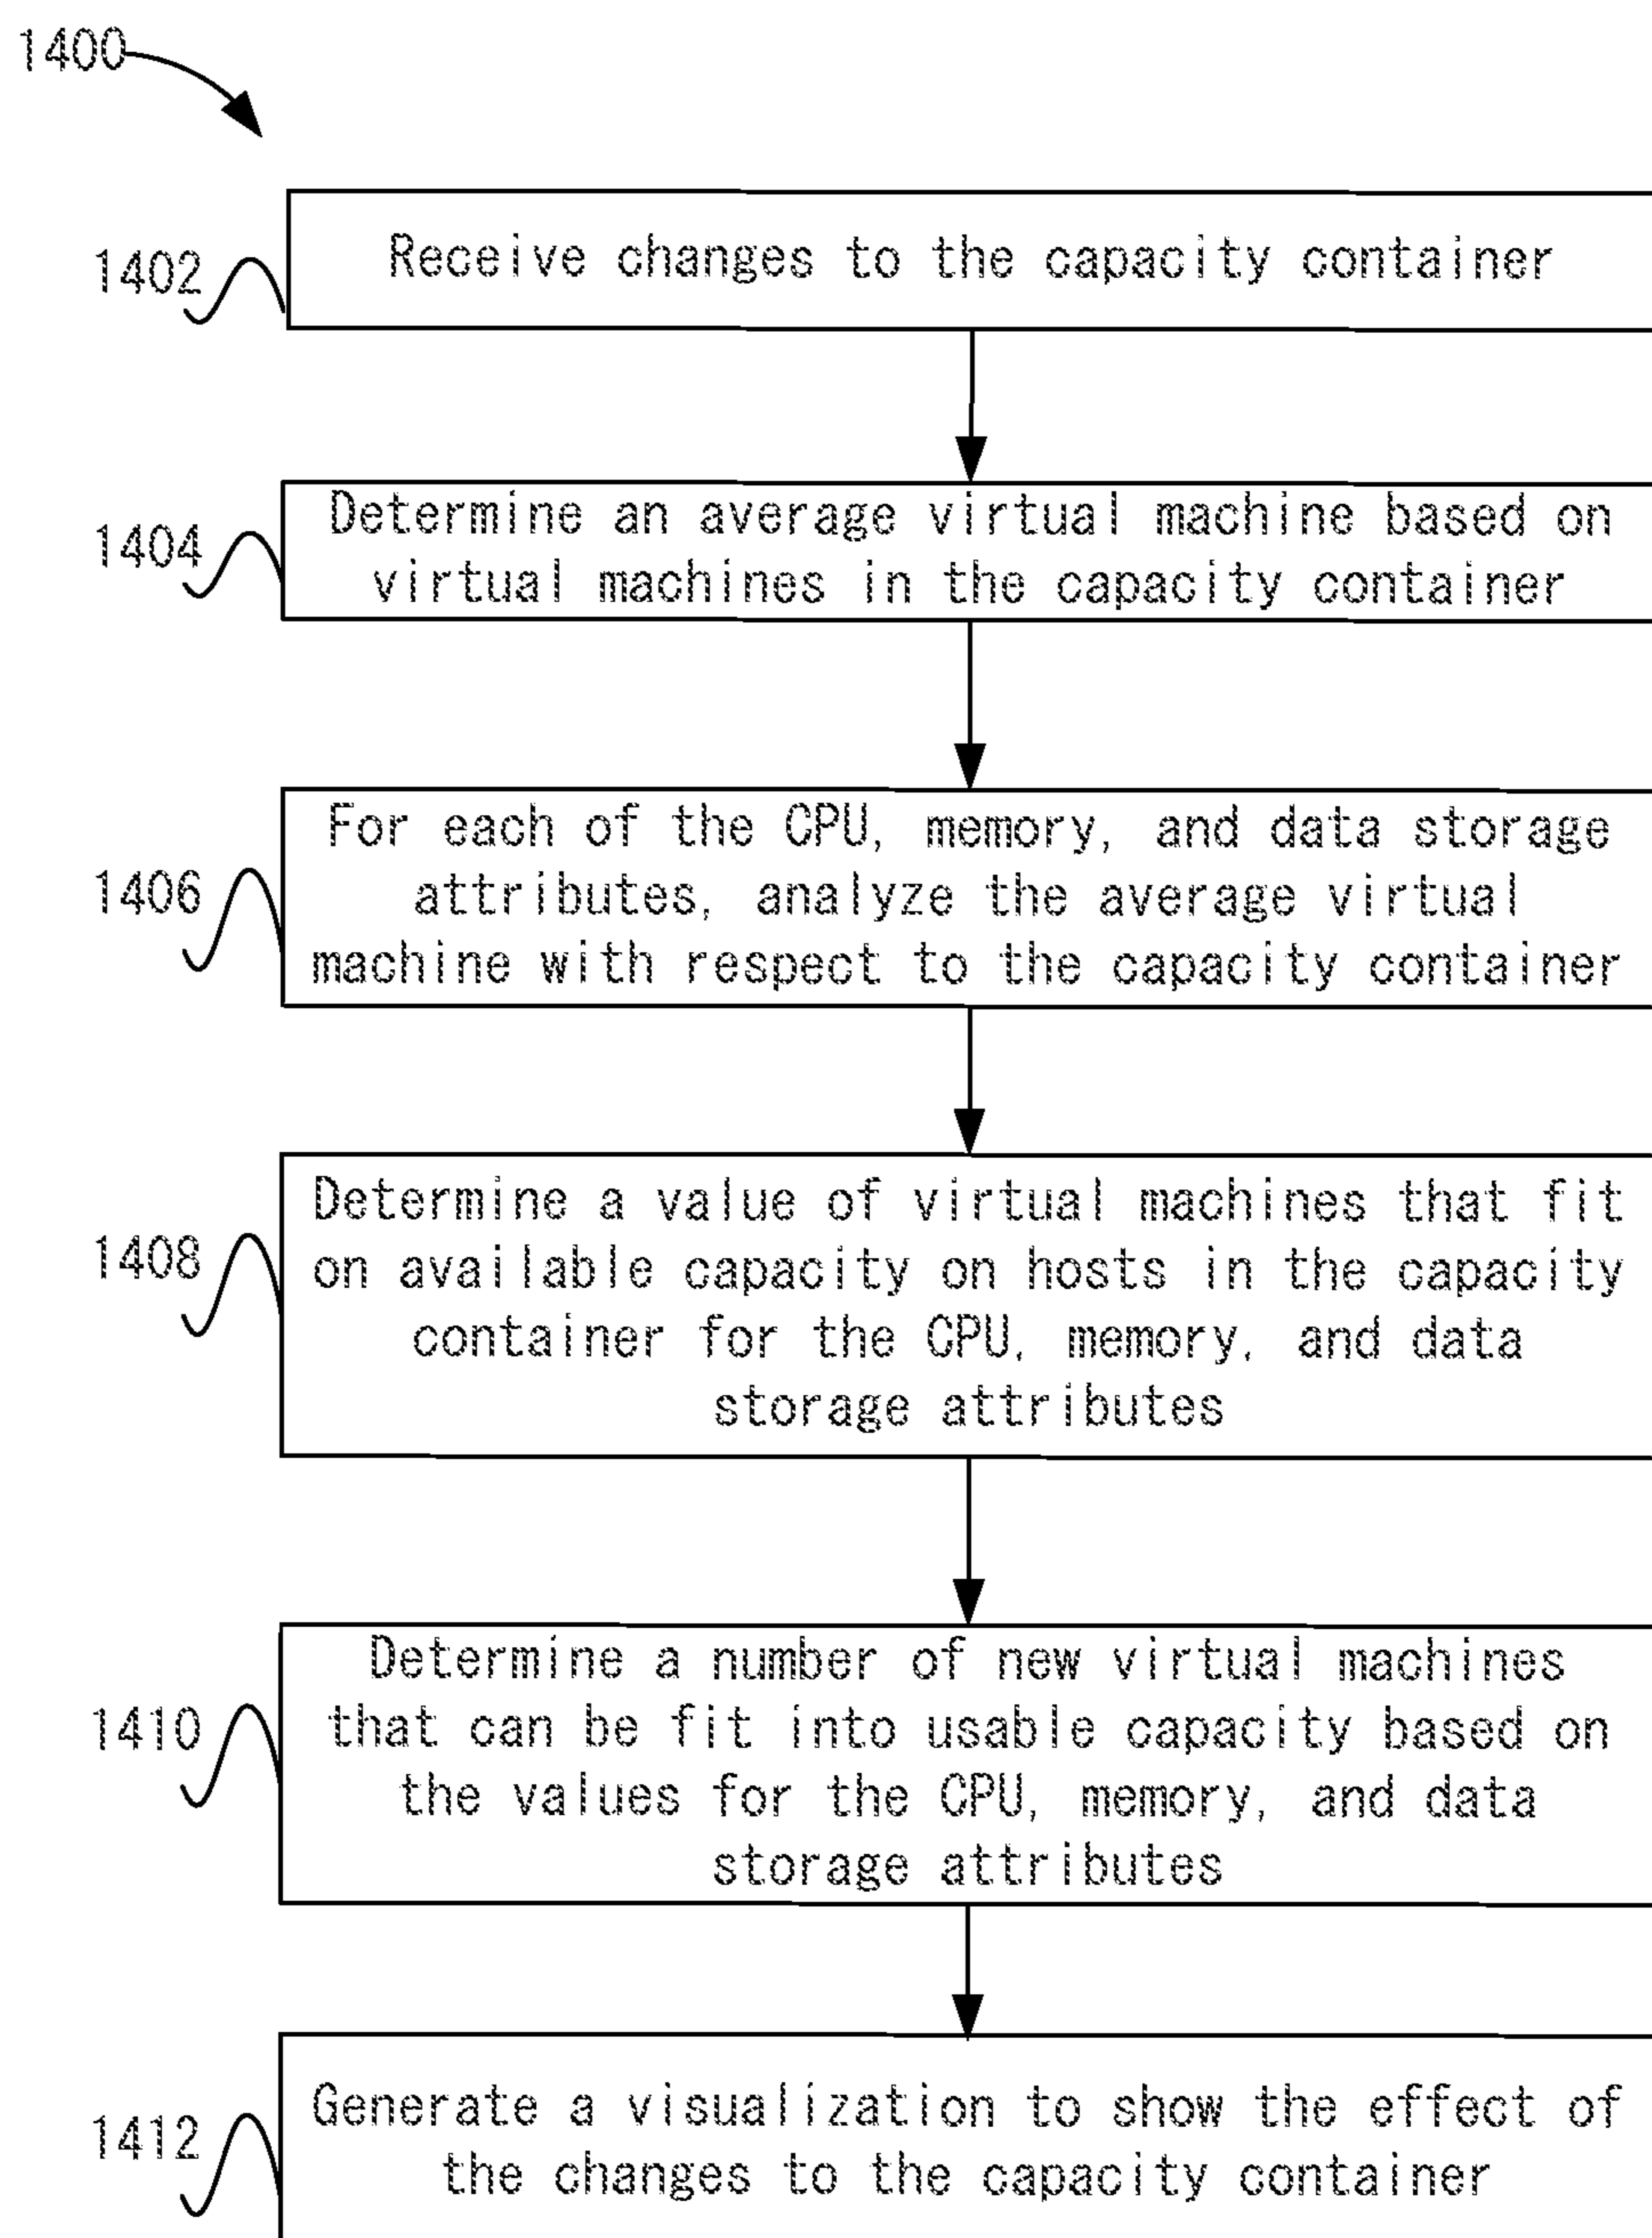 1400
1402
Receive changes to the capacity container
1404
Determine an average virtual machine based on
virtual machines in the capacity container
1406
For each of the CPU, memory, and data storage
attributes, analyze the average virtual
machine with respect to the capacity container
1408
Determine a value of virtual machines that fit
on available capacity on hosts in the capacity
container for the CPU, memory, and data
storage attributes
1410
Determine a number of new virtual machines
that can be fit into usable capacity based on
the values for the CPU, memory, and data
storage attributes
1412
Generate a visualization to show the effect of
the changes to the capacity container